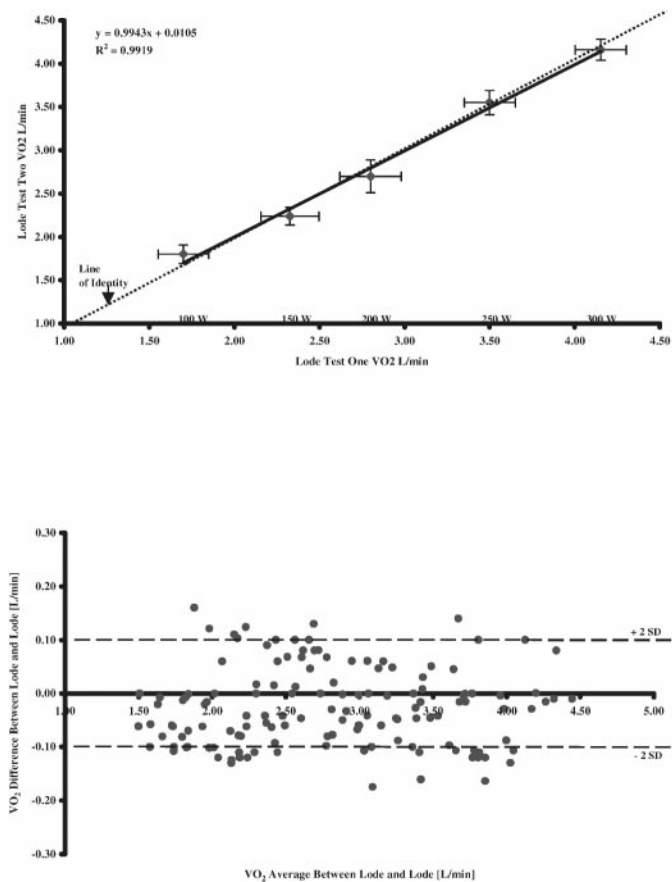 4.50
y = 0.9943x + 0.0105
R² = 0.9919
4.00
3.50
3.00
2.50
2.00
1.50
1.00
Lode Test Two VO2 L/min
Line
of Identity
100 W 150 W 200 W 250 W 300 W
1.00 1.50 2.00 2.50 3.00 3.50 4.00 4.50
Lode Test One VO2 L/min
0.30
0.20
0.10
0.00
-0.10
-0.20
-0.30
VO₂ Difference Between Lode and Lode [L/min]
+ 2 SD
1.00 1.50 2.00 2.50 3.00 3.50 4.00 4.50 5.00
- 2 SD
VO₂ Average Between Lode and Lode [L/min]